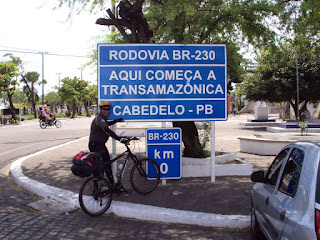 RODOVIA BR-230
AQUI COMEÇA A
TRANSAMAZÔNICA
CABEDELO - PB
BR-230
km
0